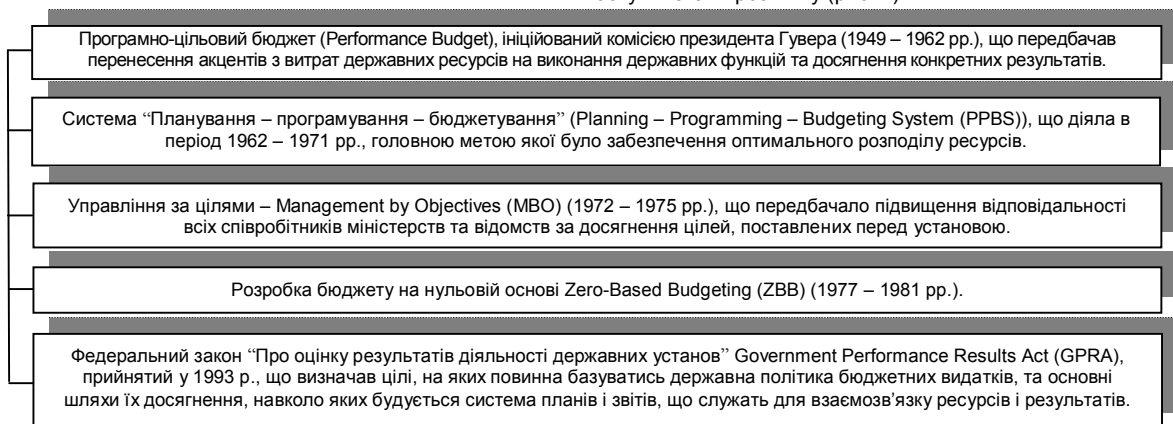 Програмно-цільовий бюджет (Performance Budget), ініційований комісією президента Гувера (1949 – 1962 рр.), що передбачав
перенесення акцентів з витрат державних ресурсів на виконання державних функцій та досягнення конкретних результатів.
Система “Планування – програмування – бюджетування” (Planning – Programming – Budgeting System (PPBS)), що діяла в
період 1962 – 1971 рр., головною метою якої було забезпечення оптимального розподілу ресурсів.
Управління за цілями – Management by Objectives (MBO) (1972 – 1975 рр.), що передбачало підвищення відповідальності
всіх співробітників міністерств та відомств за досягнення цілей, поставлених перед установою.
Розробка бюджету на нульовій основі Zero-Based Budgeting (ZBB) (1977 – 1981 рр.).
Федеральний закон “Про оцінку результатів діяльності державних установ” Government Performance Results Act (GPRA),
прийнятий у 1993 р., що визначав цілі, на яких повинна базуватись державна політика бюджетних видатків, та основні
шляхи їх досягнення, навколо яких будується система планів і звітів, що служать для взаємозв’язку ресурсів і результатів.